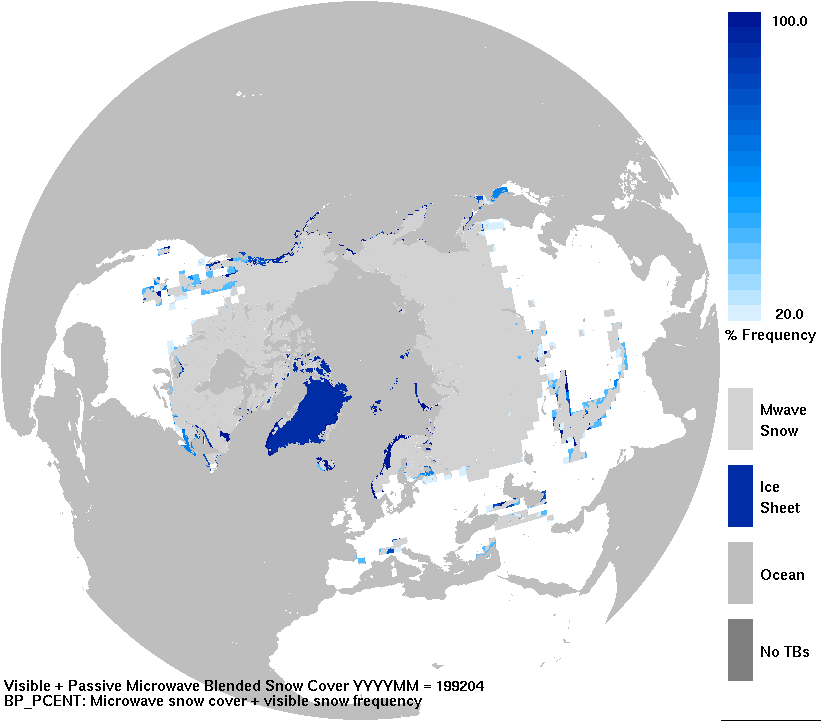 100.0
20.0
% Frequency
Mwave
Snow
Ice
Sheet
Ocean
No TBs
Visible + Passive Microwave Blended Snow Cover YYYYMM = 199204
BP_PCENT: Microwave snow cover + visible snow frequency